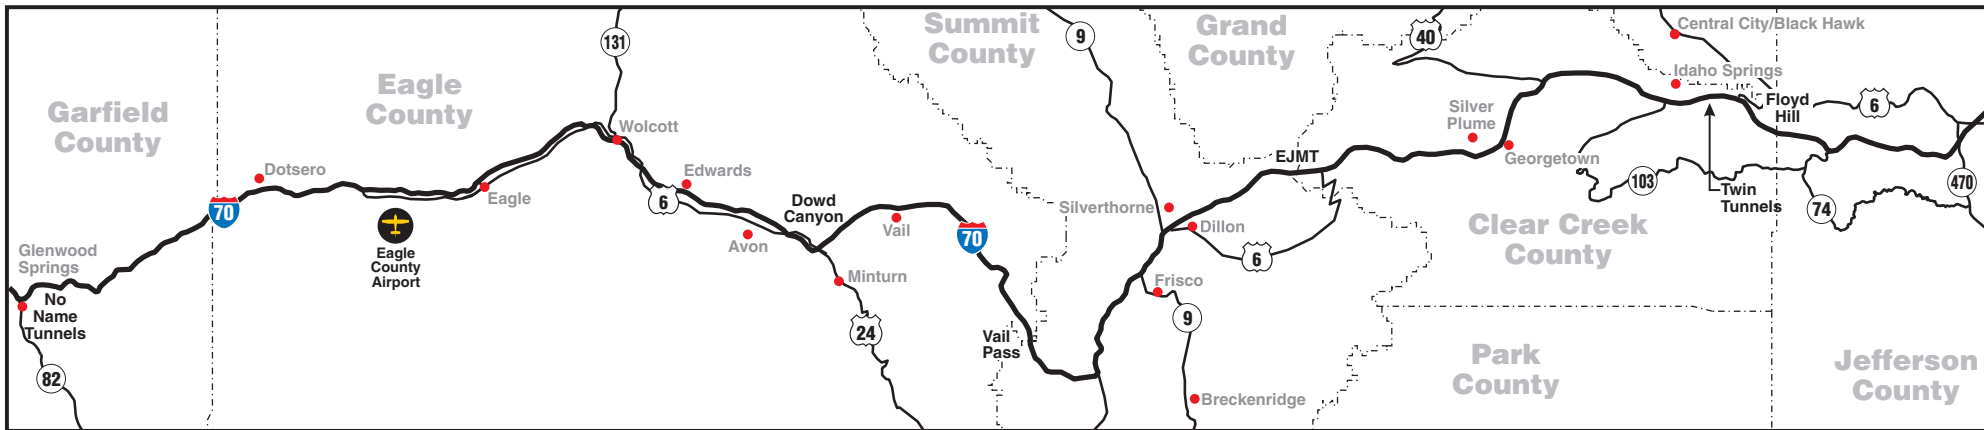 Garfield
County
Eagle
County
Summit
County
Grand
County
Clear Creek
County
Park
County
Jefferson
County
131
9
40
Central City/Black Hawk
Idaho Springs
Floyd
Hill
6
Silver
Plume
Georgetown
EJMT
103
Twin
Tunnels
74
470
Wolcott
Dotsero
Edwards
Eagle
6
70
Eagle
County
Airport
Glenwood
Springs
No
Name
Tunnels
82
Avon
Dowd
Canyon
Vail
70
Minturn
24
Vail
Pass
Silverthorne
Dillon
6
Frisco
9
Breckenridge